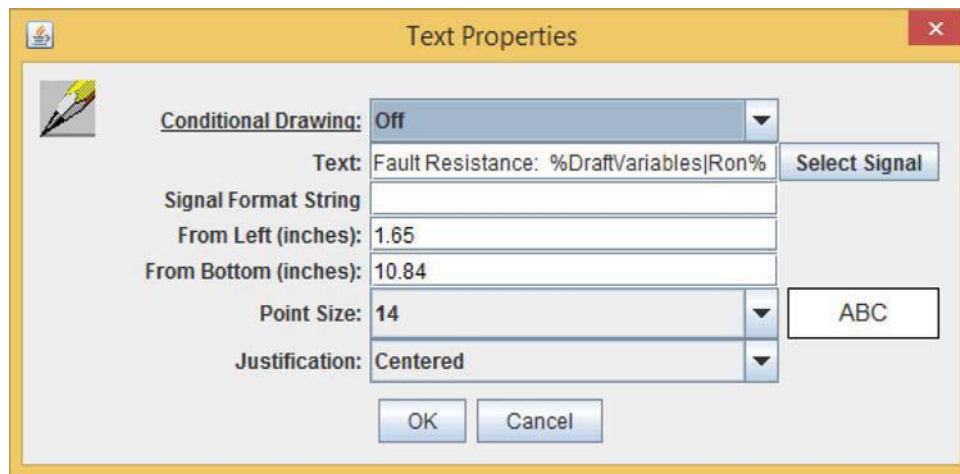 Text Properties
Conditional Drawing: Off
Text: Fault Resistance: %DraftVariables|Ron% Select Signal
Signal Format String
From Left (inches): 1.65
From Bottom (inches): 10.84
Point Size: 14 ABC
Justification: Centered
OK Cancel